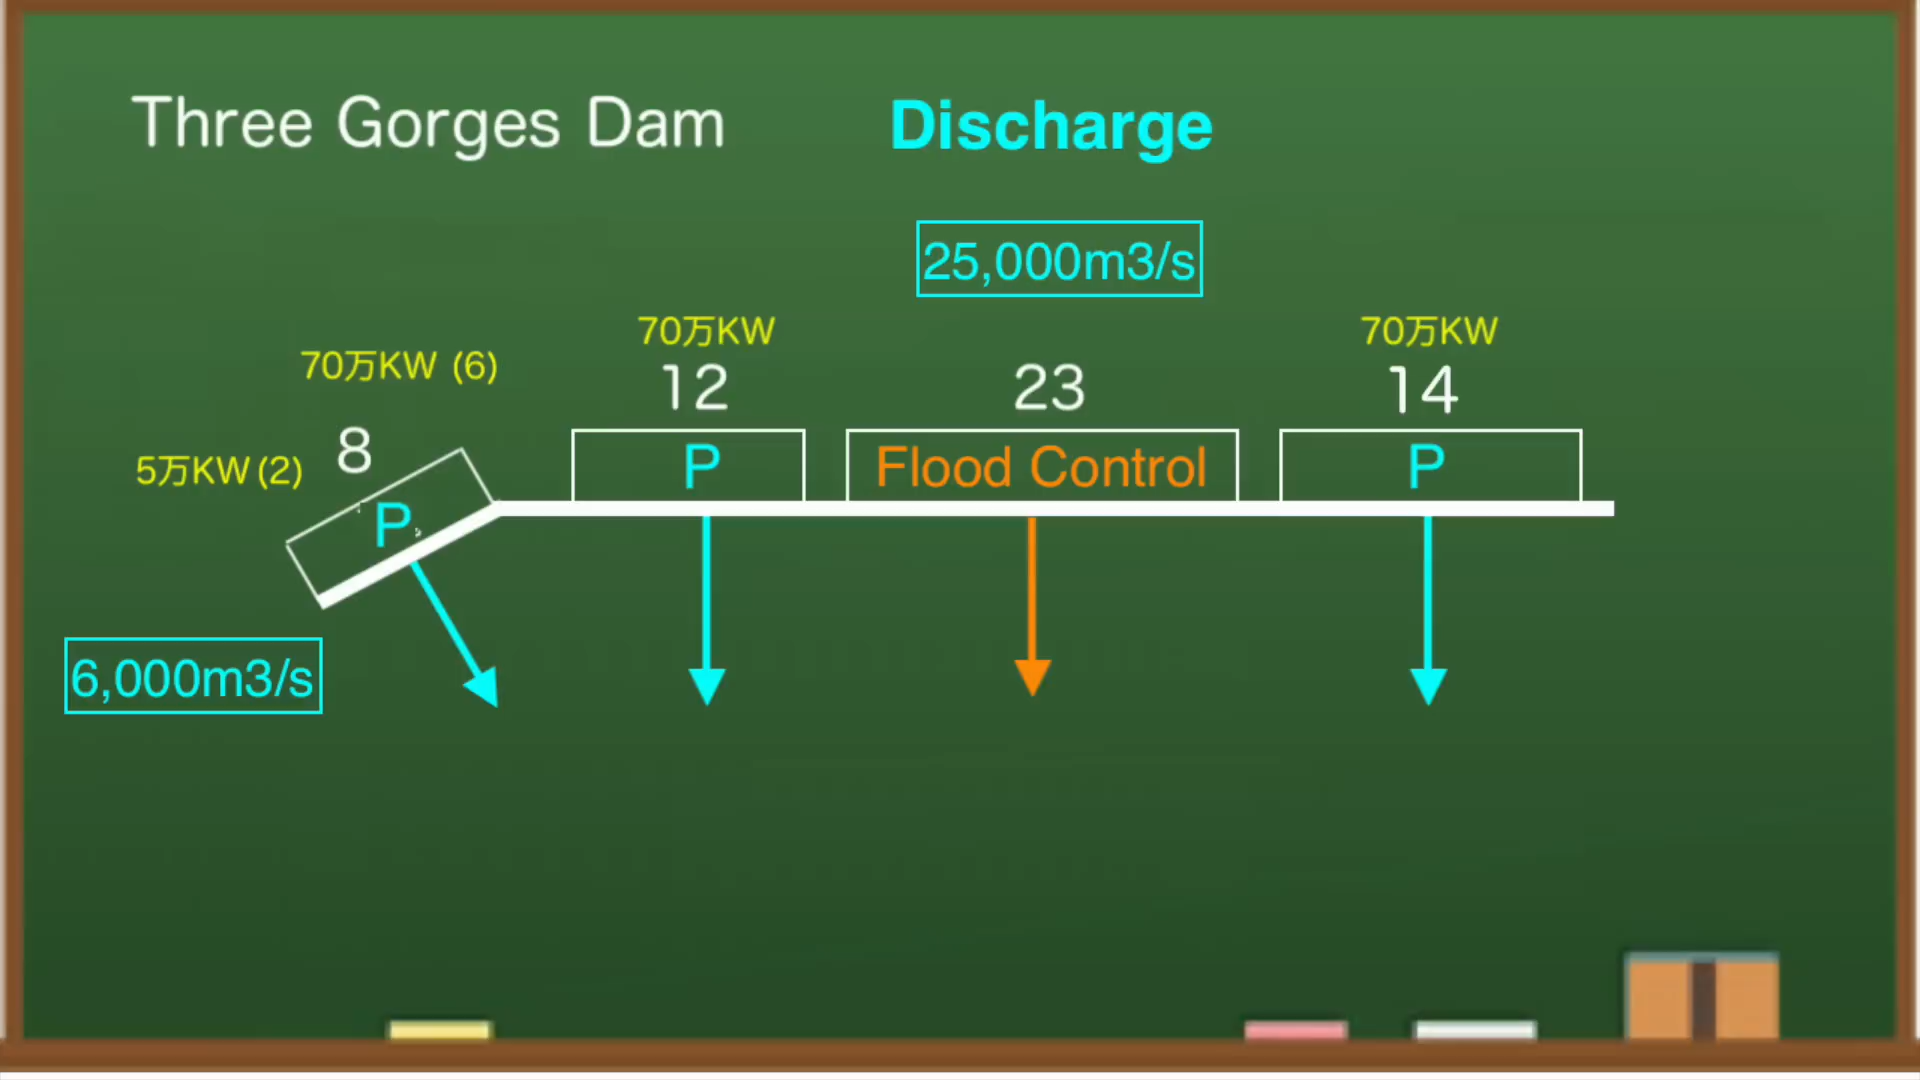 Three Gorges Dam
Discharge
25,000m3/s
70万KW (6)
70万KW
70万KW
5万KW (2)
8
12
23
14
P
P
Flood Control
P
6,000m3/s